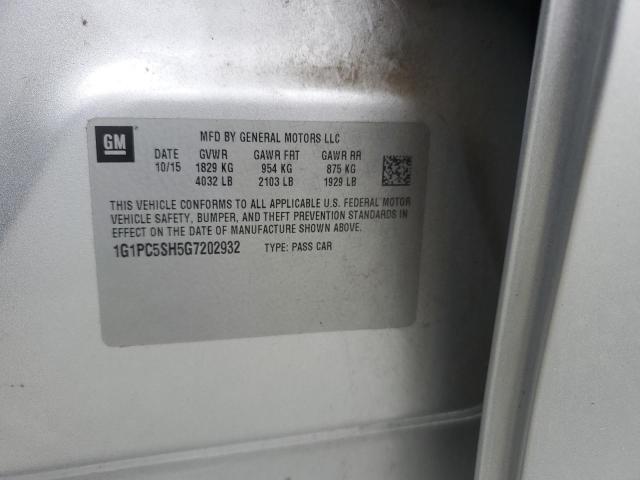 GM
MFD BY GENERAL MOTORS LLC
DATE GVWR GAWR FRT GAWR RR
10/15 1829 KG 954 KG 875 KG
4032 LB 2103 LB 1929 LB
THIS VEHICLE CONFORMS TO ALL APPLICABLE U.S. FEDERAL MOTOR
VEHICLE SAFETY, BUMPER, AND THEFT PREVENTION STANDARDS IN
EFFECT ON THE DATE OF MANUFACTURE SHOWN ABOVE.
1G1PC5SH5G7202932 TYPE: PASS CAR